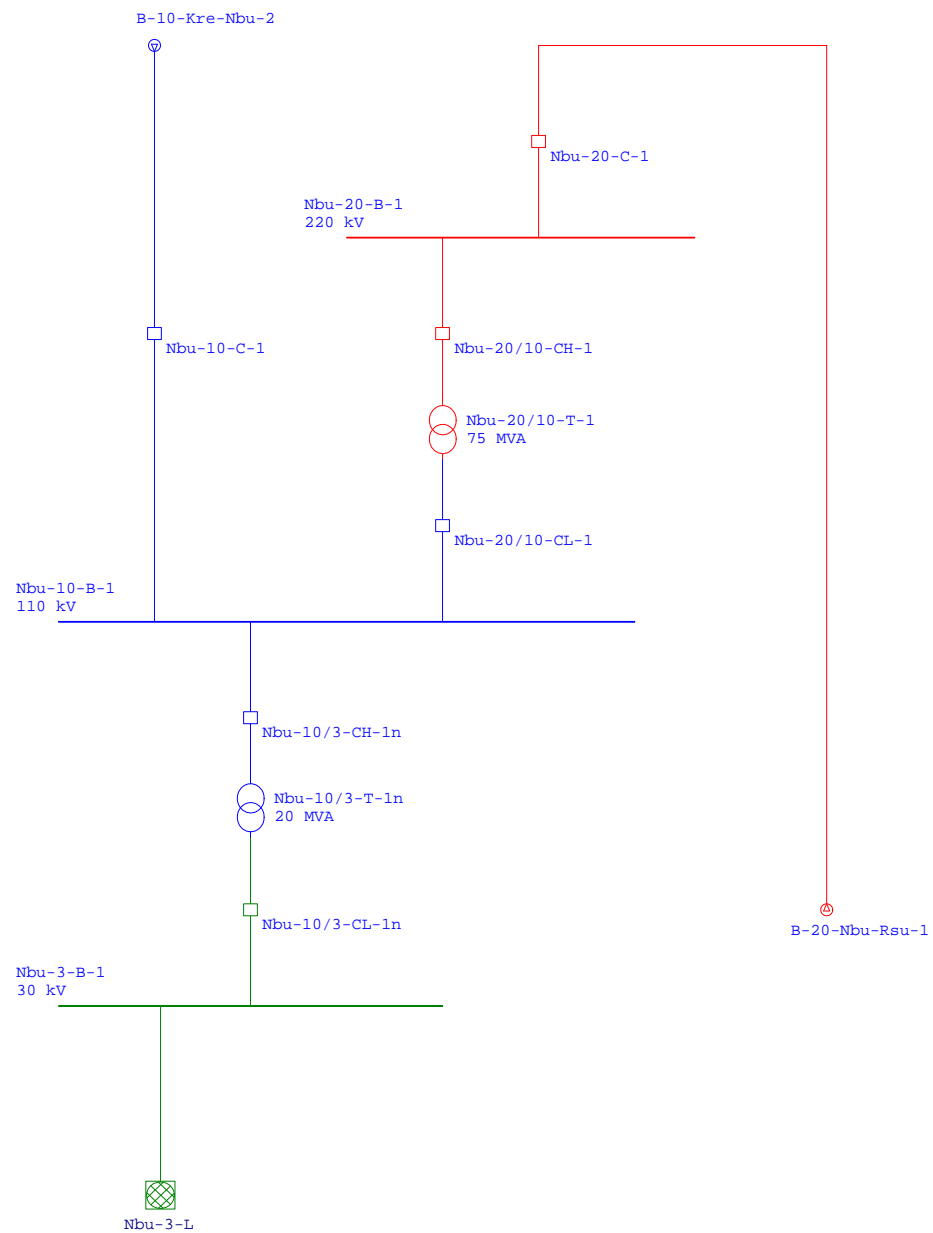 B-10-Kre-Nbu-2
Nbu-20-C-1
Nbu-20-B-1
220 kV
Nbu-10-C-1
Nbu-20/10-CH-1
Nbu-20/10-T-1
75 MVA
Nbu-20/10-CL-1
Nbu-10-B-1
110 kV
Nbu-10/3-CH-1n
Nbu-10/3-T-1n
20 MVA
Nbu-10/3-CL-1n
B-20-Nbu-Rsu-1
Nbu-3-B-1
30 kV
Nbu-3-L